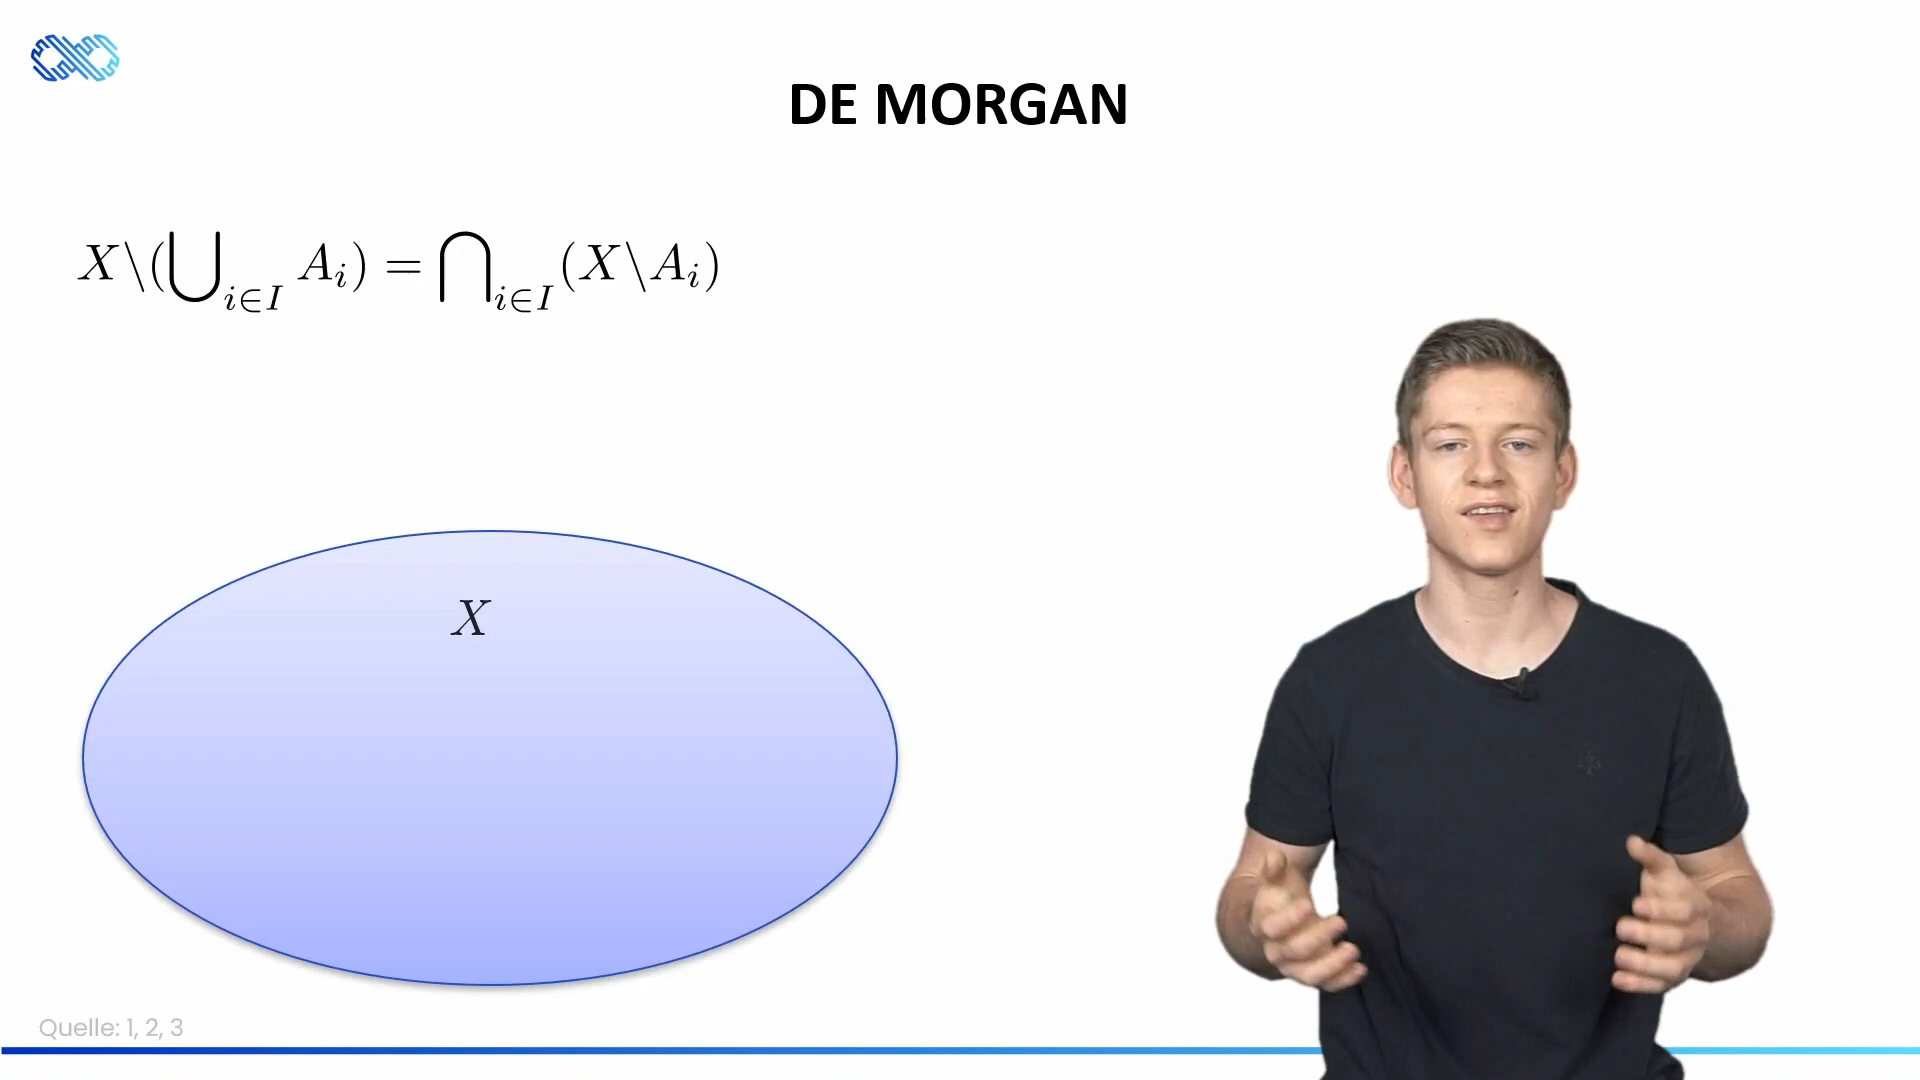 DE MORGAN
X\(⋃_{i∈I} A_i) = ⋂_{i∈I}(X\A_i)
X
Quelle: 1, 2, 3